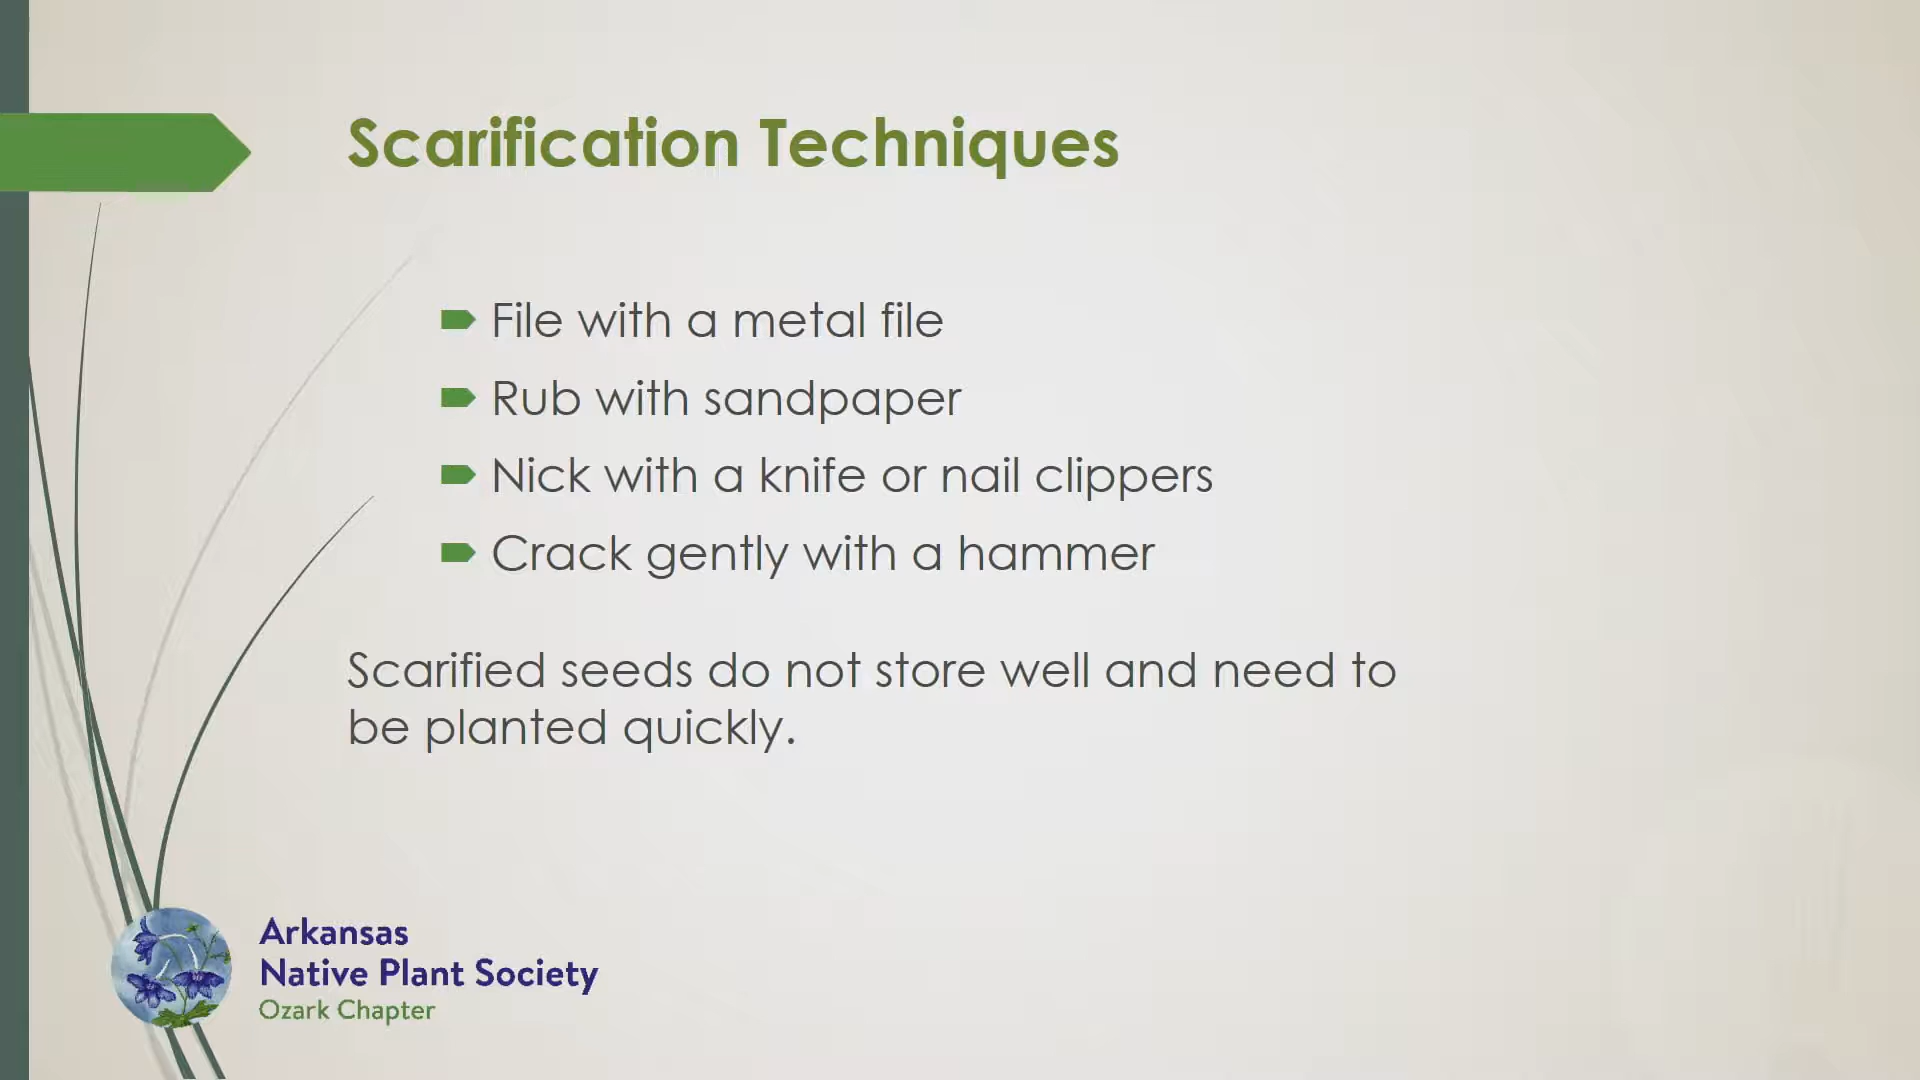 Scarification Techniques
File with a metal file
Rub with sandpaper
Nick with a knife or nail clippers
Crack gently with a hammer
Scarified seeds do not store well and need to
be planted quickly.
Arkansas
Native Plant Society
Ozark Chapter